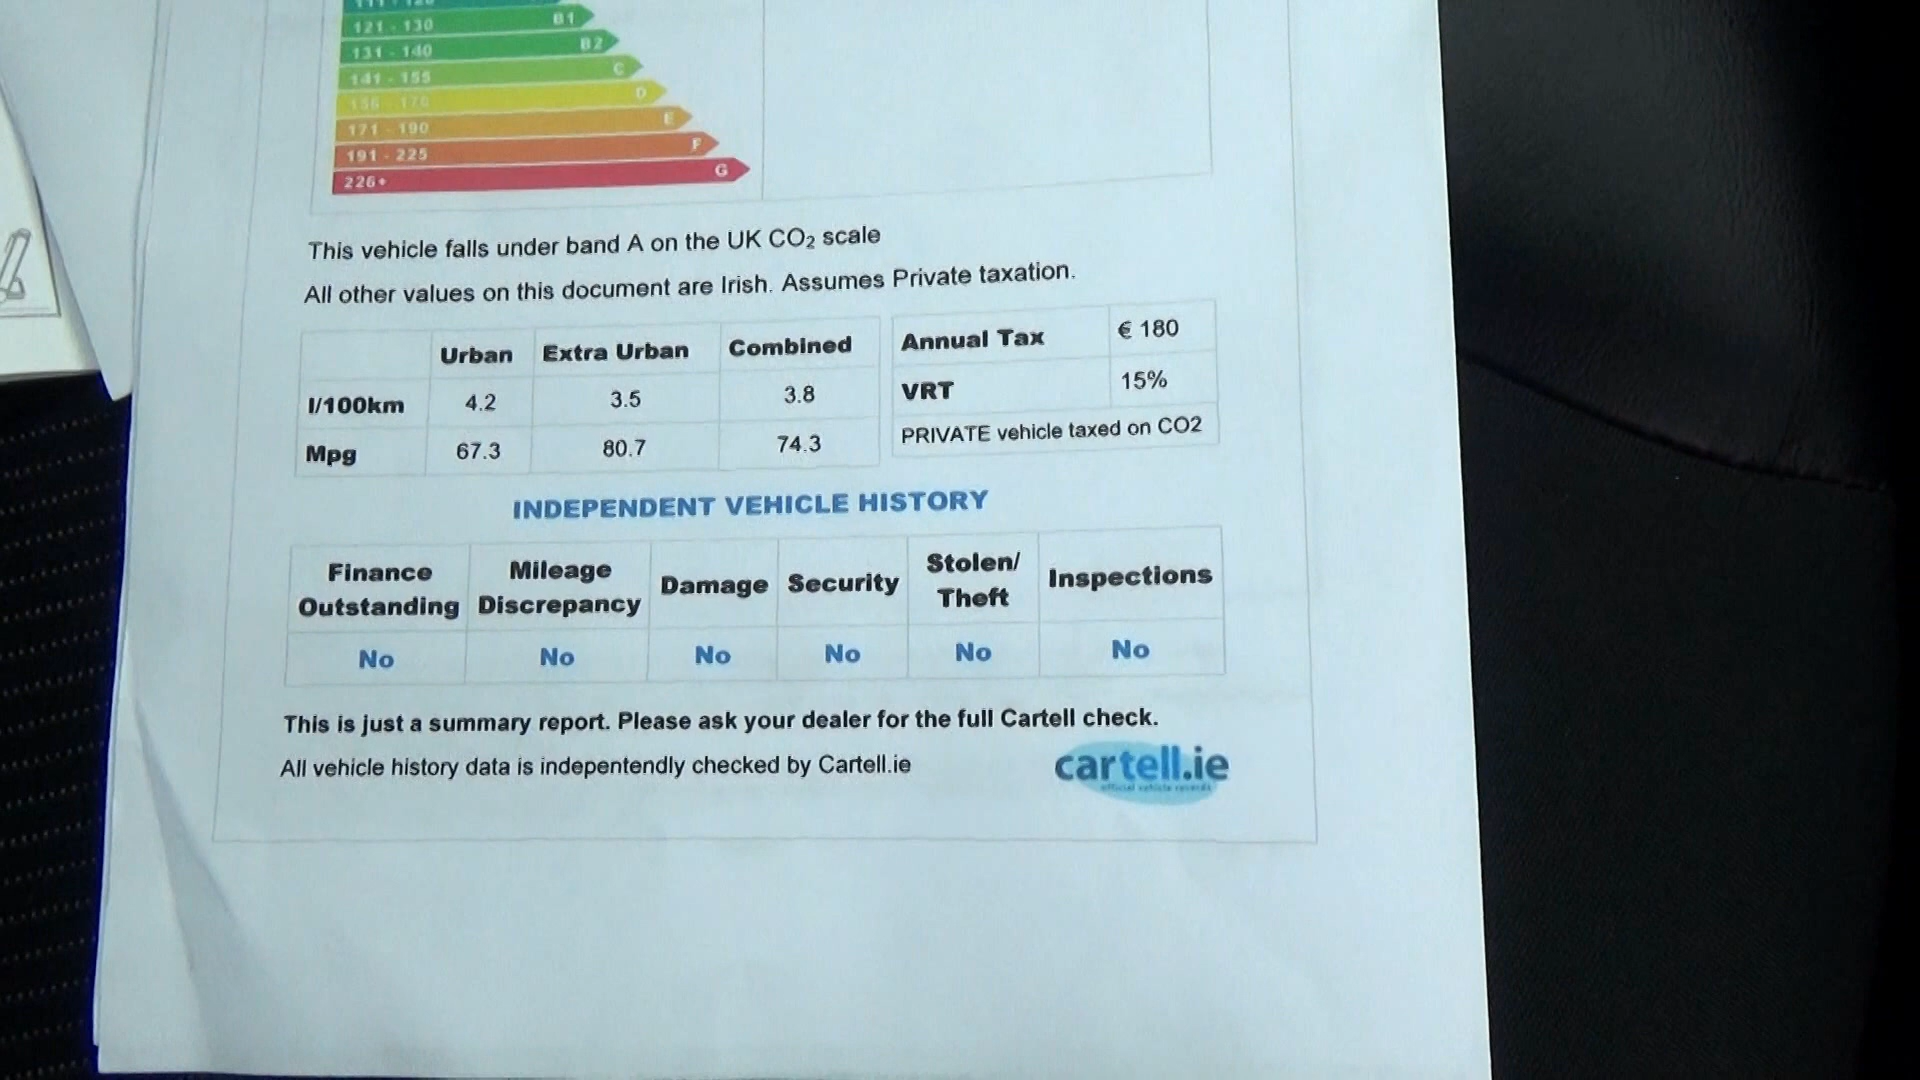 121 - 130 B1
131 - 140 B2
141 - 155 C
156 - 170 D
171 - 190 E
191 - 225 F
226+ G
This vehicle falls under band A on the UK CO₂ scale
All other values on this document are Irish. Assumes Private taxation.
Urban Extra Urban Combined
l/100km 4.2 3.5 3.8
Mpg 67.3 80.7 74.3
Annual Tax € 180
VRT 15%
PRIVATE vehicle taxed on CO2
INDEPENDENT VEHICLE HISTORY
Finance Outstanding Mileage Discrepancy Damage Security Stolen/ Theft Inspections
No No No No No No
This is just a summary report. Please ask your dealer for the full Cartell check.
All vehicle history data is indepentendly checked by Cartell.ie
cartell.ie
official vehicle records